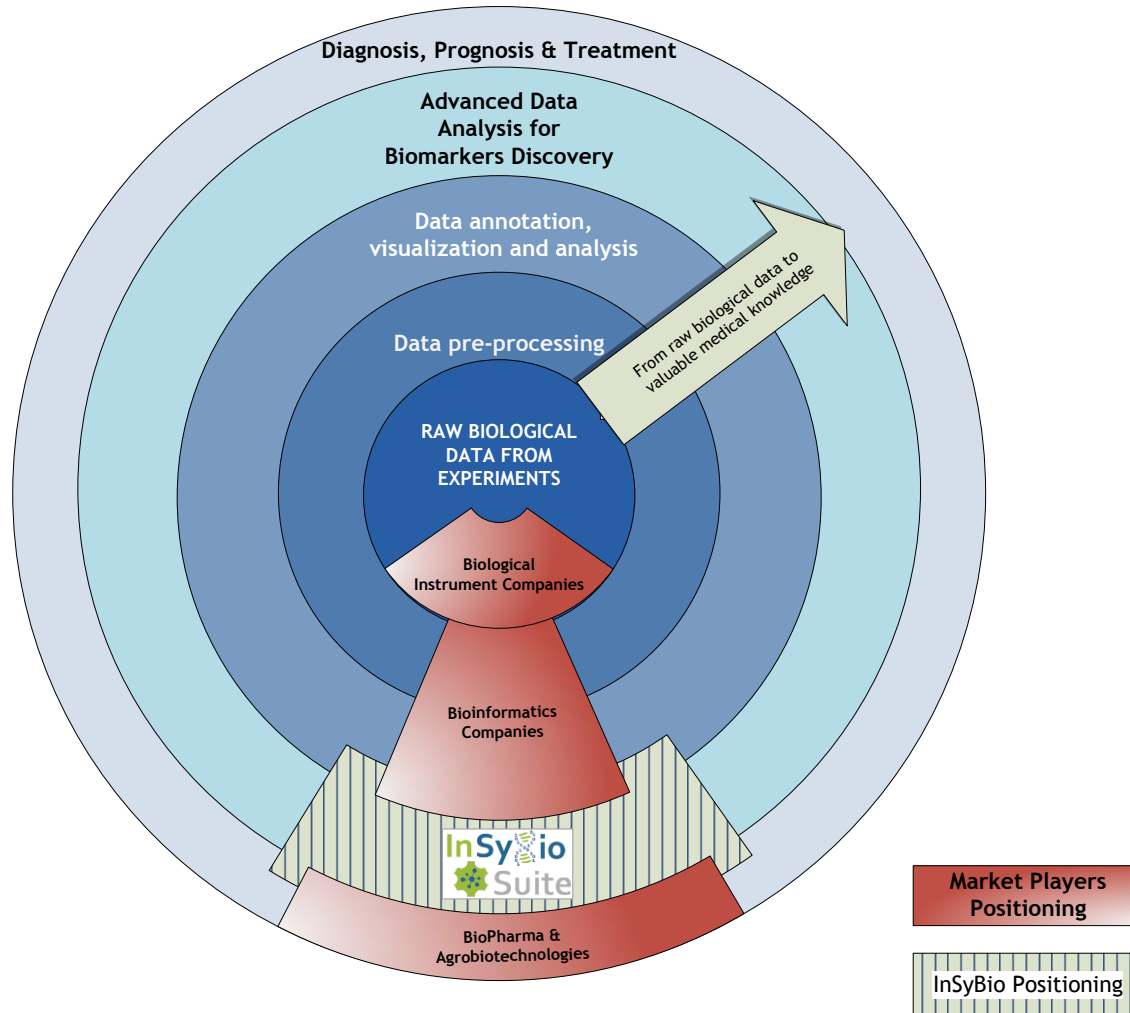 Diagnosis, Prognosis & Treatment
Advanced Data
Analysis for
Biomarkers Discovery
Data annotation,
visualization and analysis
From raw biological data to
valuable medical knowledge
Data pre-processing
RAW BIOLOGICAL
DATA FROM
EXPERIMENTS
Biological
Instrument Companies
Bioinformatics
Companies
InSyBio
Suite
BioPharma &
Agrobiotechnologies
Market Players
Positioning
InSyBio Positioning